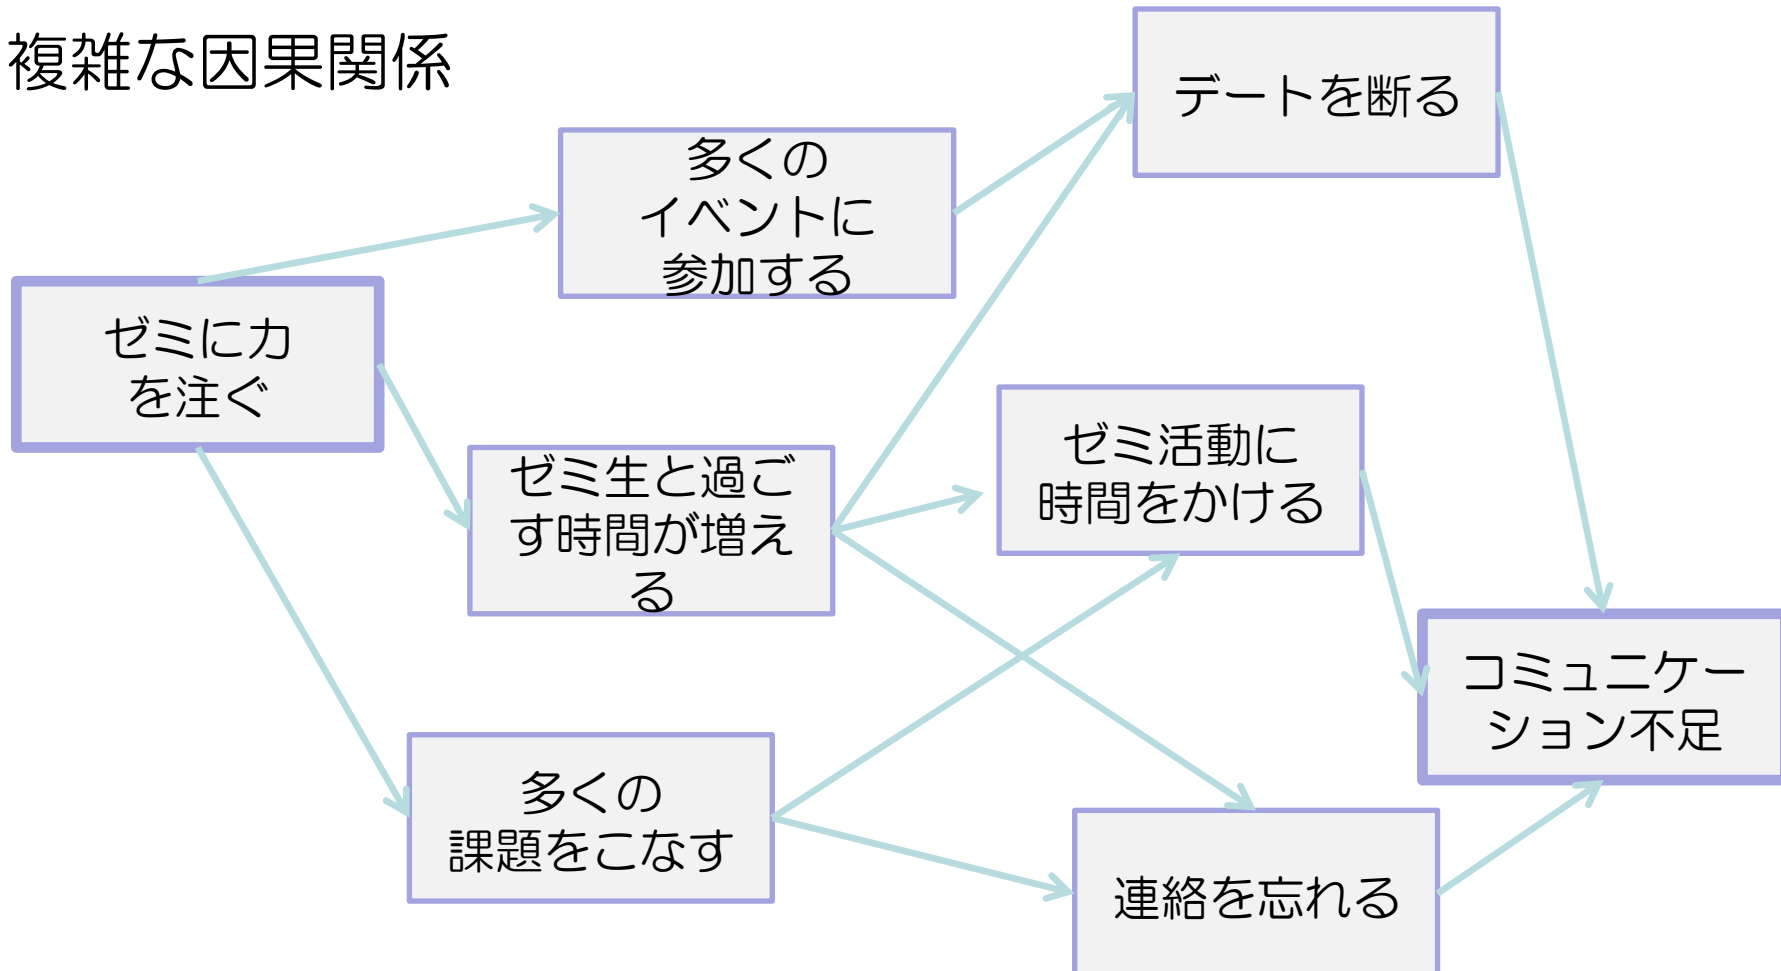 複雑な因果関係
デートを断る
多くの
イベントに
参加する
ゼミに力
を注ぐ
ゼミ活動に
時間をかける
ゼミ生と過ご
す時間が増え
る
コミュニケー
ション不足
多くの
課題をこなす
連絡を忘れる